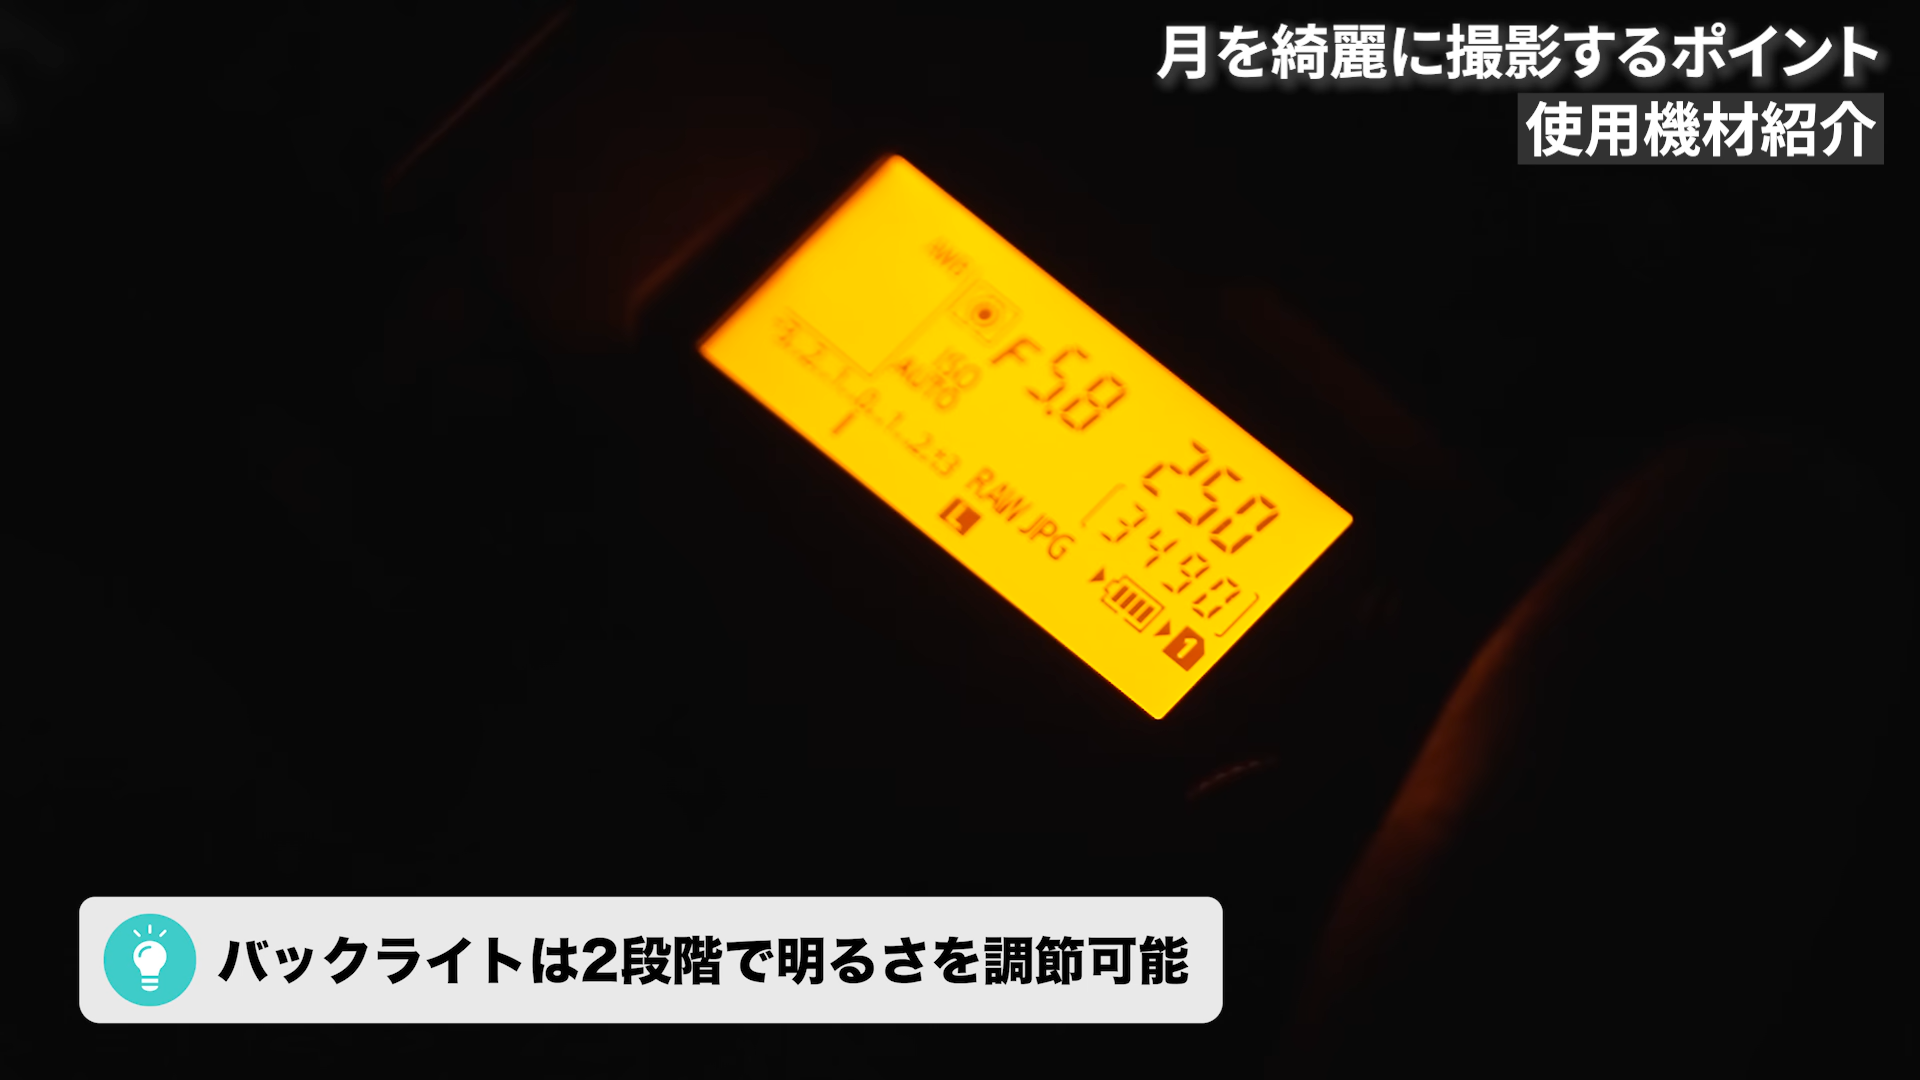 月を綺麗に撮影するポイント
使用機材紹介
F 5.8
250
ISO
AUTO
[3490]
RAW JPG
L
1
バックライトは2段階で明るさを調節可能